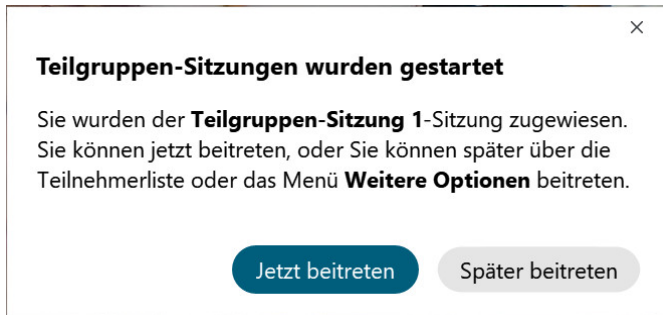 Teilgruppen-Sitzungen wurden gestartet
Sie wurden der Teilgruppen-Sitzung 1-Sitzung zugewiesen.
Sie können jetzt beitreten, oder Sie können später über die
Teilnehmerliste oder das Menü Weitere Optionen beitreten.
Jetzt beitreten
Später beitreten